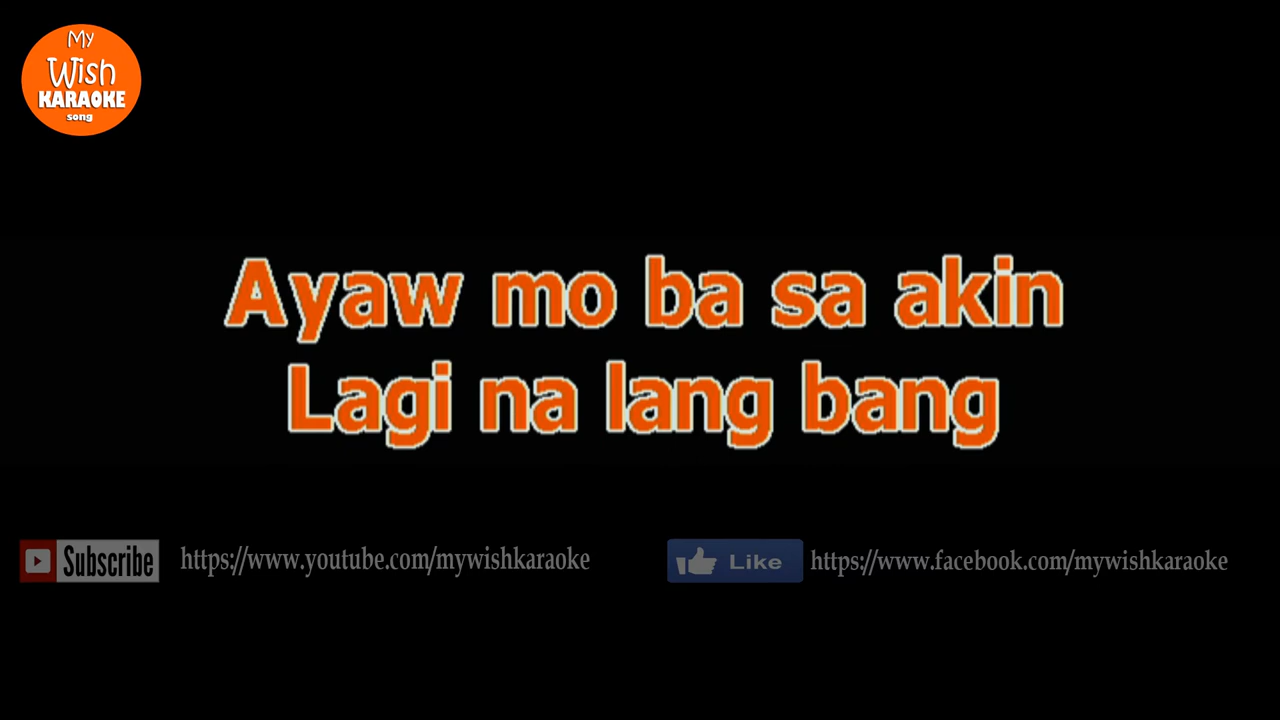 My
Wish
KARAOKE
song
Ayaw mo ba sa akin
Lagi na lang bang
Subscribe https://www.youtube.com/mywishkaraoke
Like https://www.facebook.com/mywishkaraoke